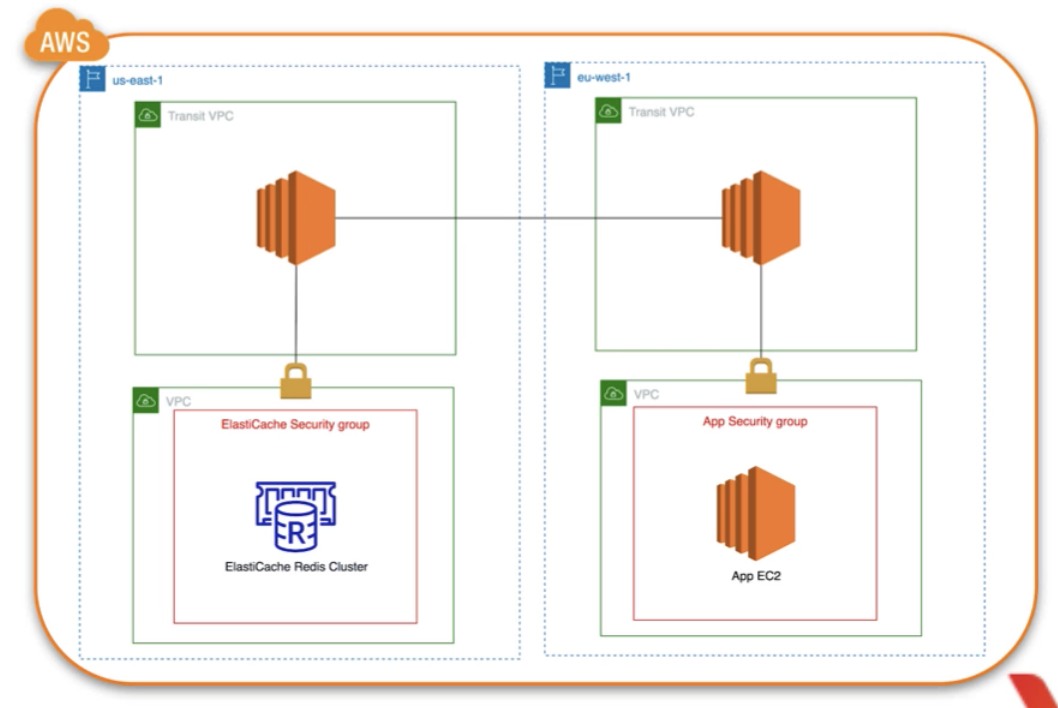 AWS
us-east-1
eu-west-1
Transit VPC
Transit VPC
VPC
VPC
ElastiCache Security group
App Security group
R
ElastiCache Redis Cluster
App EC2